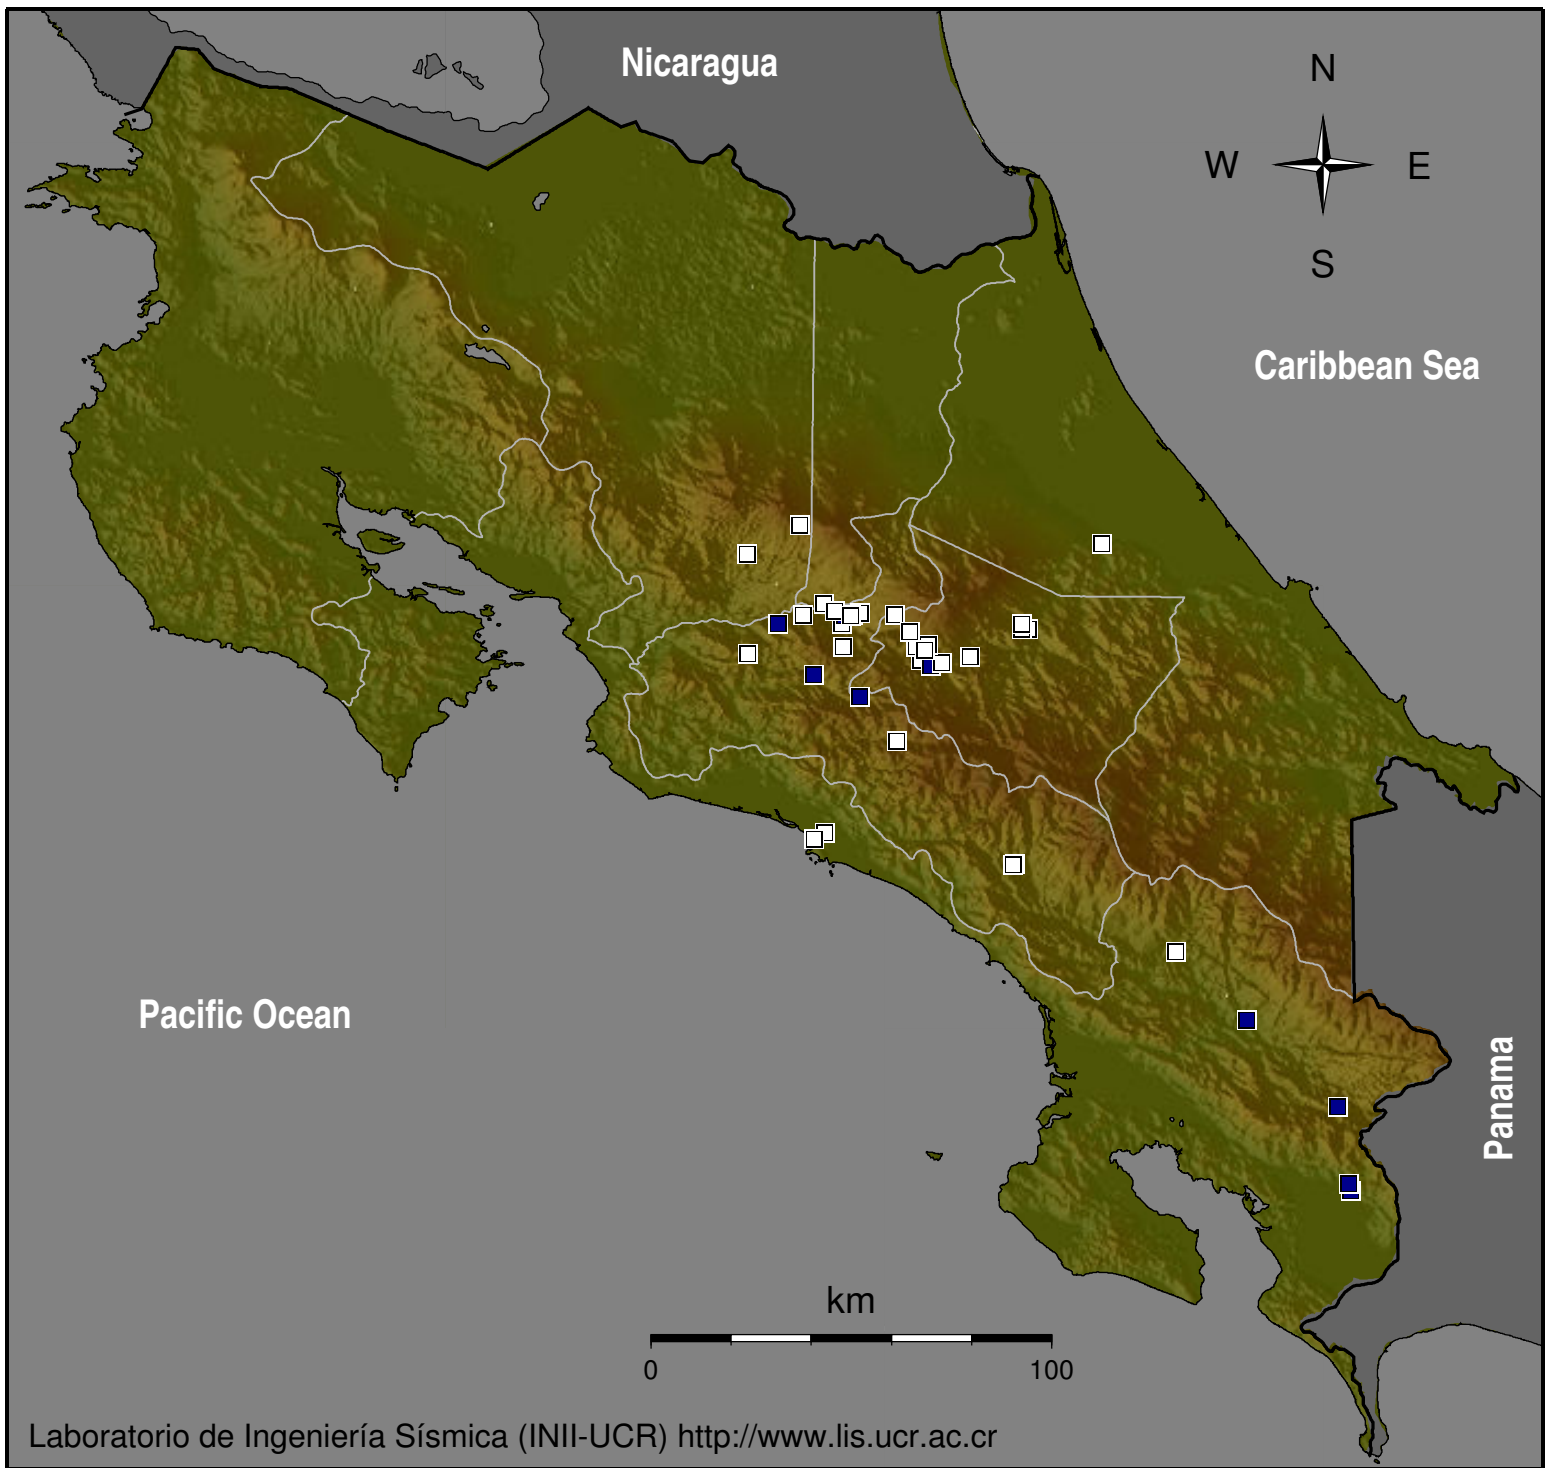 Nicaragua
N
W
E
S
Caribbean Sea
Pacific Ocean
Panama
km
0
100
Laboratorio de Ingeniería Sísmica (INII-UCR) http://www.lis.ucr.ac.cr